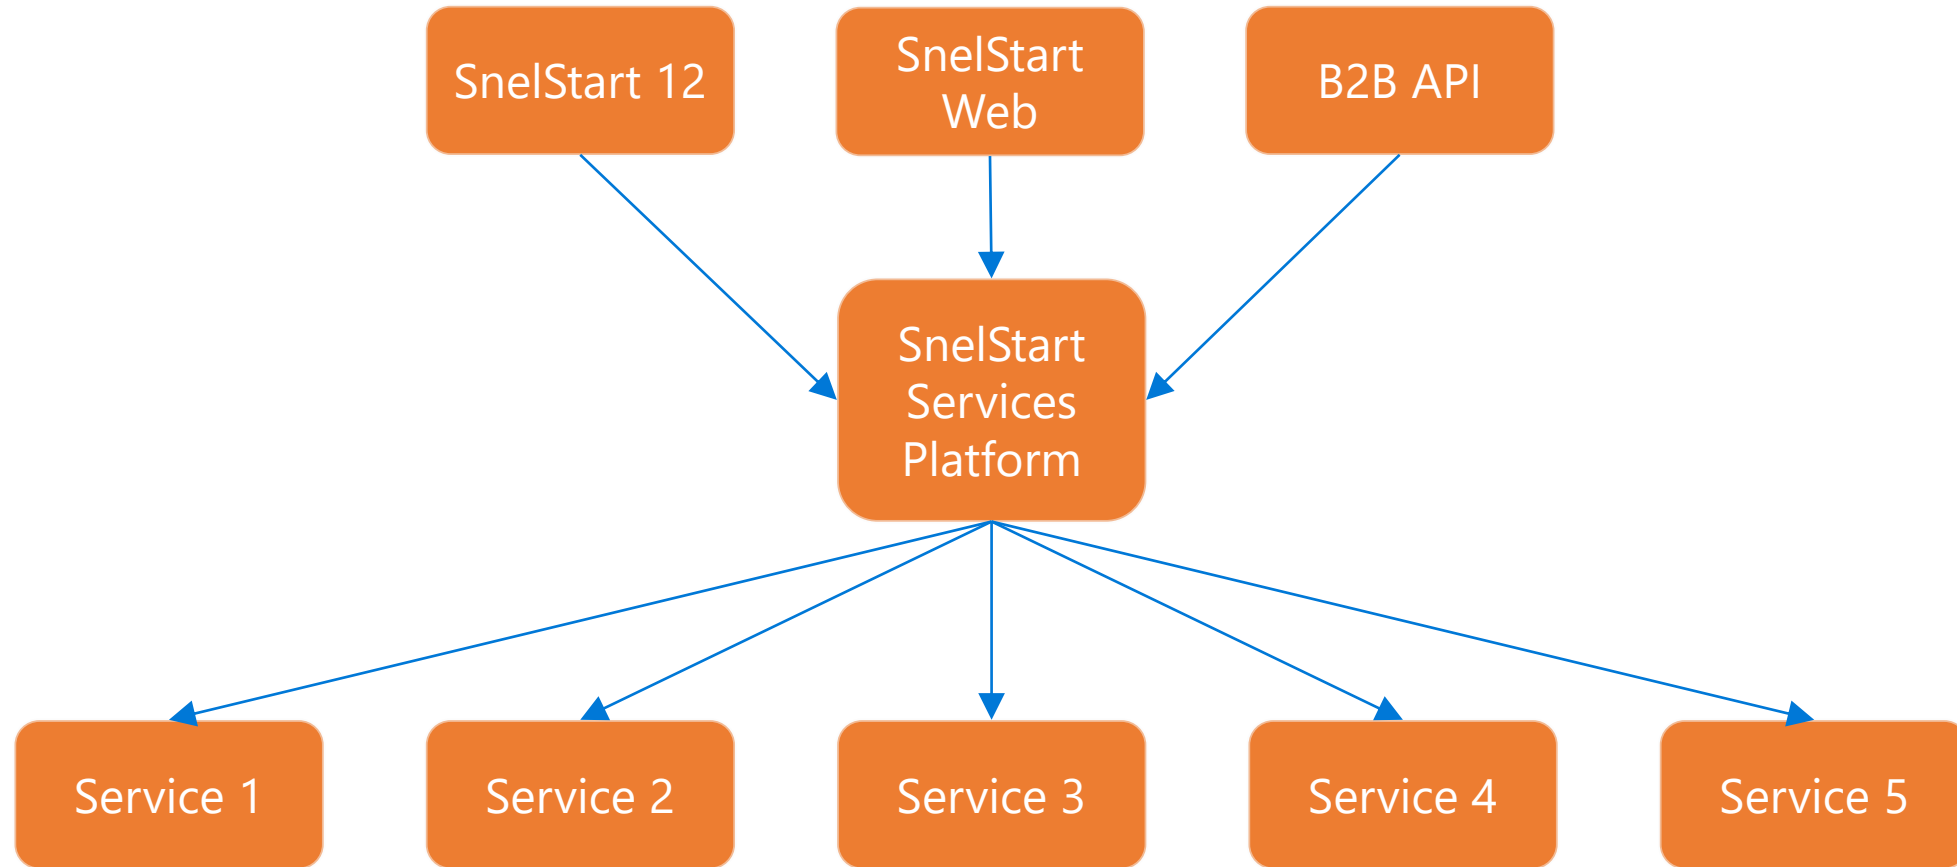 SnelStart 12
SnelStart
Web
B2B API
SnelStart
Services
Platform
Service 1
Service 2
Service 3
Service 4
Service 5